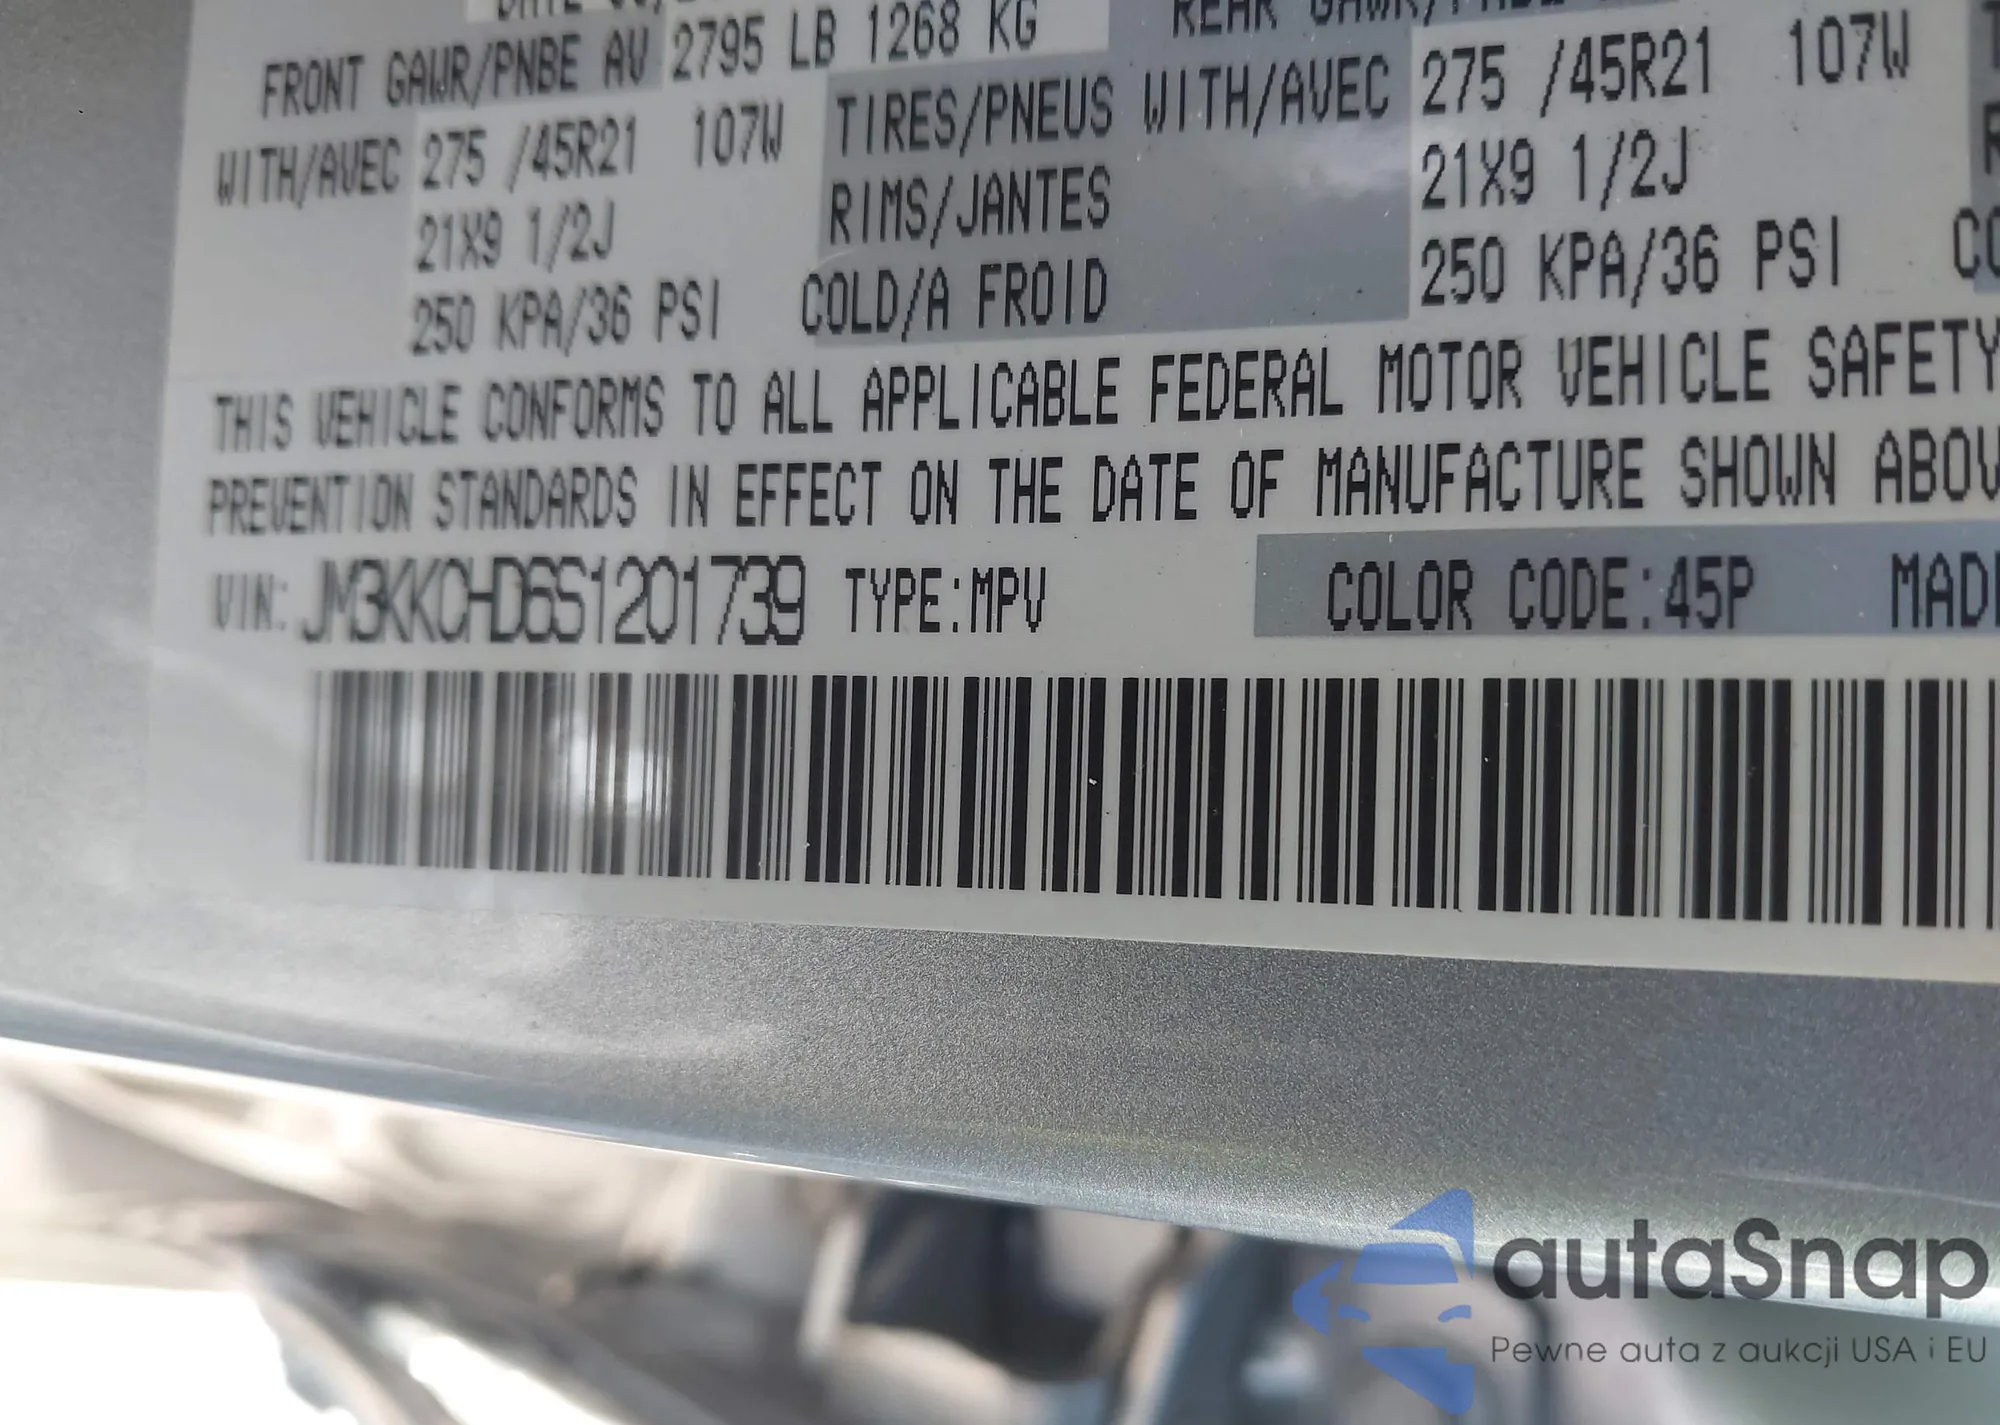 FRONT GAWR/PNBE AV 2795 LB 1268 KG
WITH/AVEC 275 /45R21 107W TIRES/PNEUS WITH/AVEC 275 /45R21 107W
21X9 1/2J RIMS/JANTES 21X9 1/2J
250 KPA/36 PSI COLD/A FROID 250 KPA/36 PSI
THIS VEHICLE CONFORMS TO ALL APPLICABLE FEDERAL MOTOR VEHICLE SAFETY
PREVENTION STANDARDS IN EFFECT ON THE DATE OF MANUFACTURE SHOWN ABOV
VIN: JM3KKCHD6S1201739 TYPE:MPV COLOR CODE:45P MAD
autaSnap
Pewne auta z aukcji USA i EU